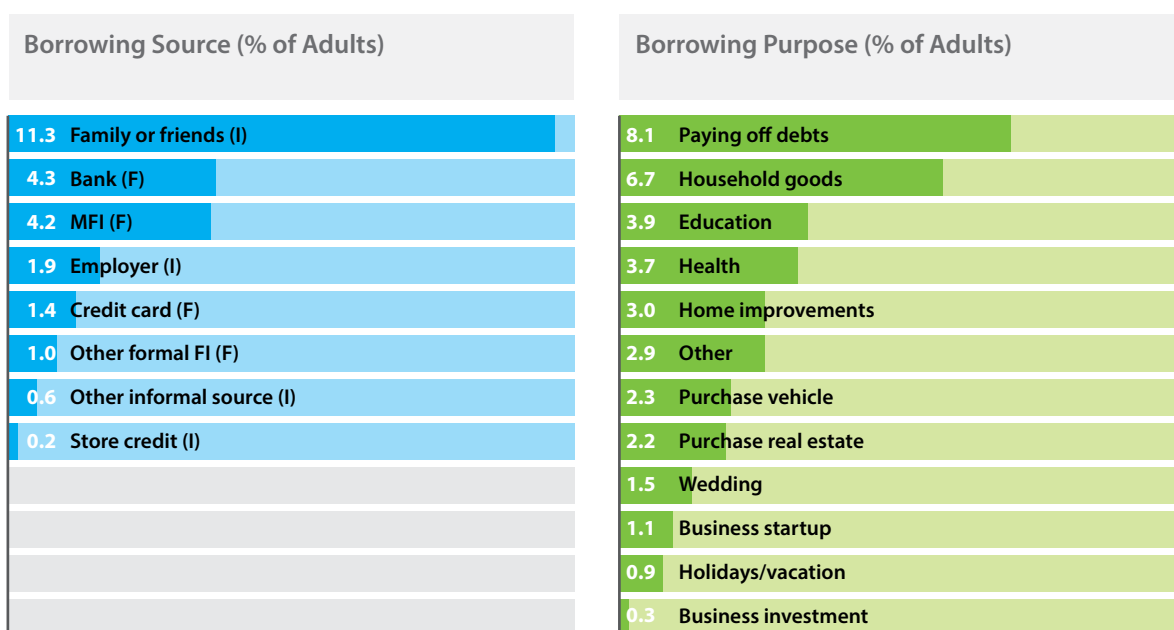 Borrowing Source (% of Adults)
11.3 Family or friends (I)
4.3 Bank (F)
4.2 MFI (F)
1.9 Employer (I)
1.4 Credit card (F)
1.0 Other formal FI (F)
0.6 Other informal source (I)
0.2 Store credit (I)
Borrowing Purpose (% of Adults)
8.1 Paying off debts
6.7 Household goods
3.9 Education
3.7 Health
3.0 Home improvements
2.9 Other
2.3 Purchase vehicle
2.2 Purchase real estate
1.5 Wedding
1.1 Business startup
0.9 Holidays/vacation
0.3 Business investment